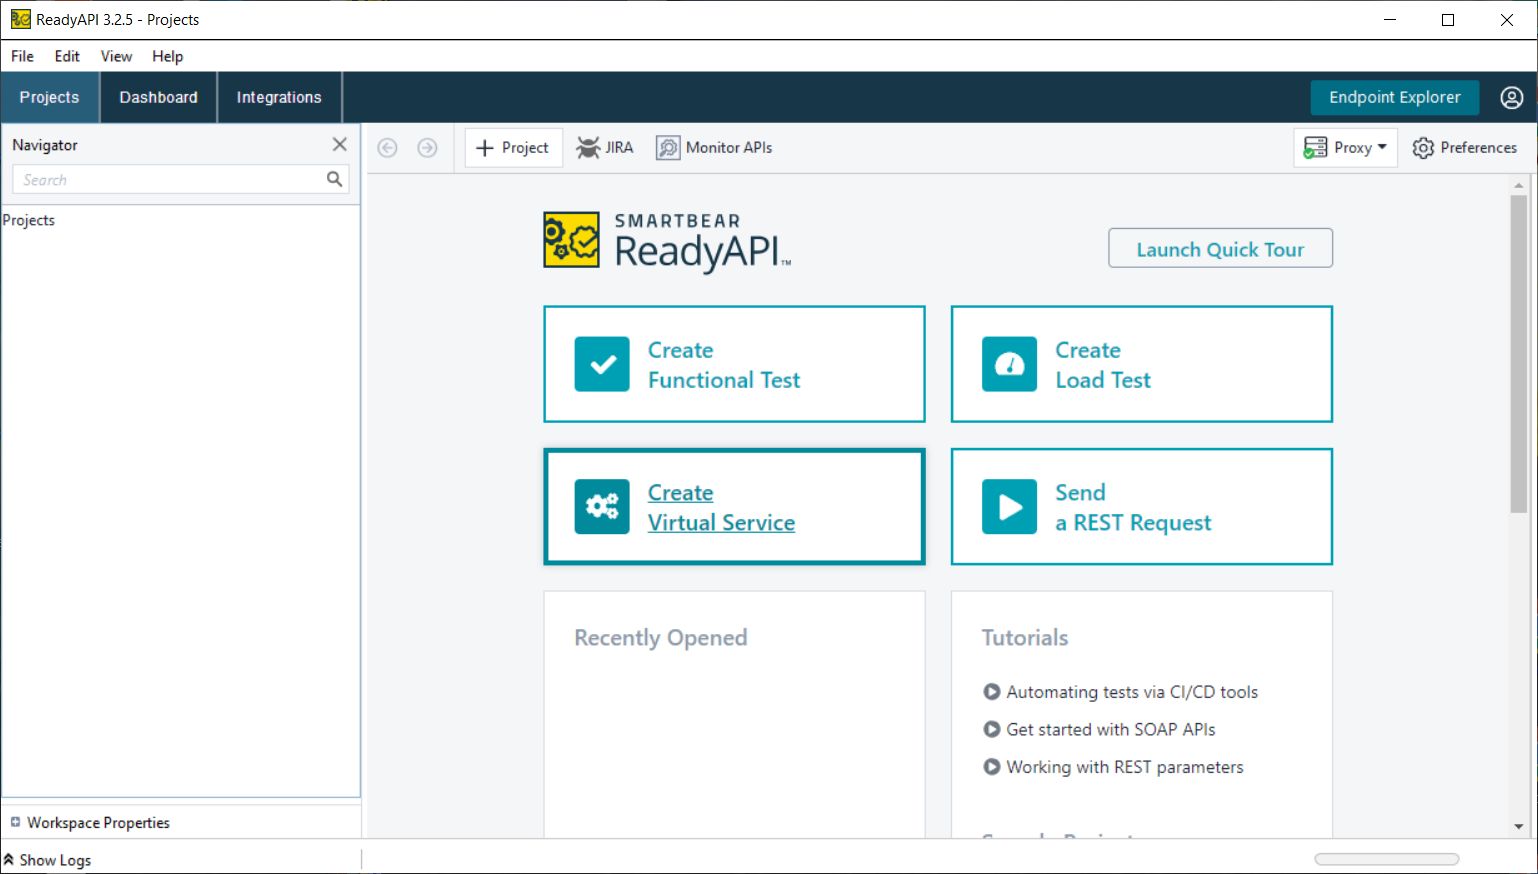 ReadyAPI 3.2.5 - Projects
File Edit View Help
Projects Dashboard Integrations Endpoint Explorer
Navigator
Project JIRA Monitor APIs Proxy Preferences
Search
Projects
SMARTBEAR
ReadyAPI™
Launch Quick Tour
Create
Functional Test
Create
Load Test
Create
Virtual Service
Send
a REST Request
Recently Opened
Tutorials
Automating tests via CI/CD tools
Get started with SOAP APIs
Working with REST parameters
Workspace Properties
Show Logs